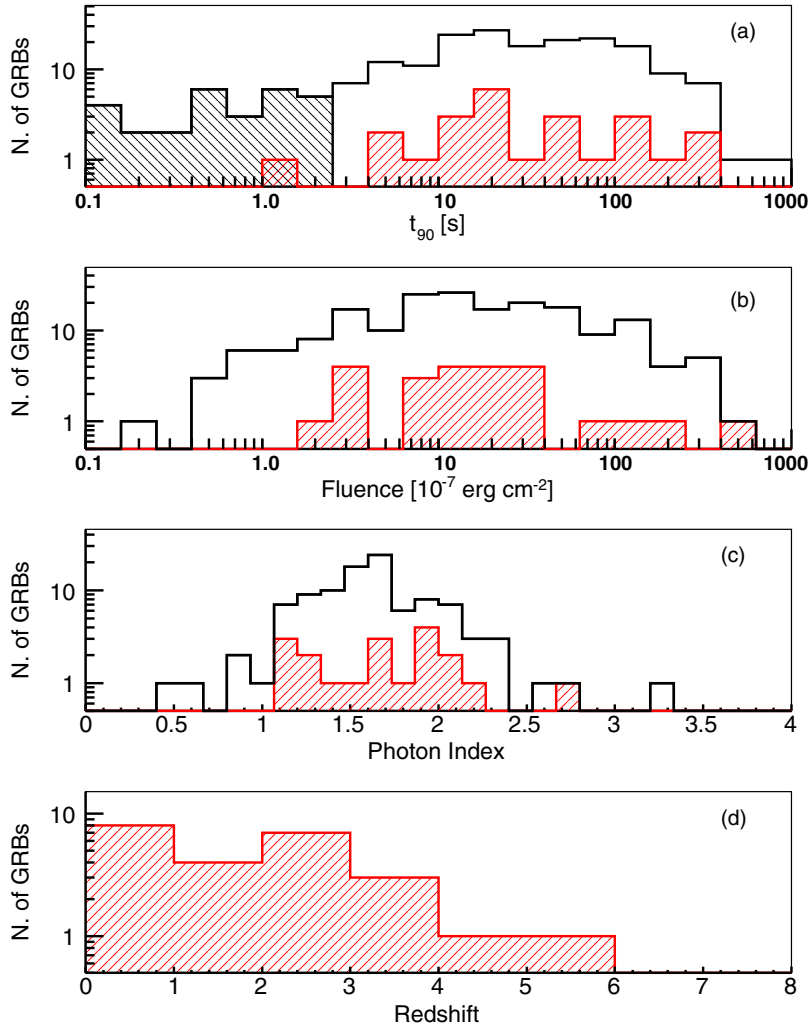 N. of GRBs
(a)
10
1
0.1 1.0 10 100 1000
t90 [s]
N. of GRBs
(b)
10
1
0.1 1.0 10 100 1000
Fluence [10-7 erg cm-2]
N. of GRBs
(c)
10
1
0 0.5 1 1.5 2 2.5 3 3.5 4
Photon Index
N. of GRBs
(d)
10
1
0 1 2 3 4 5 6 7 8
Redshift